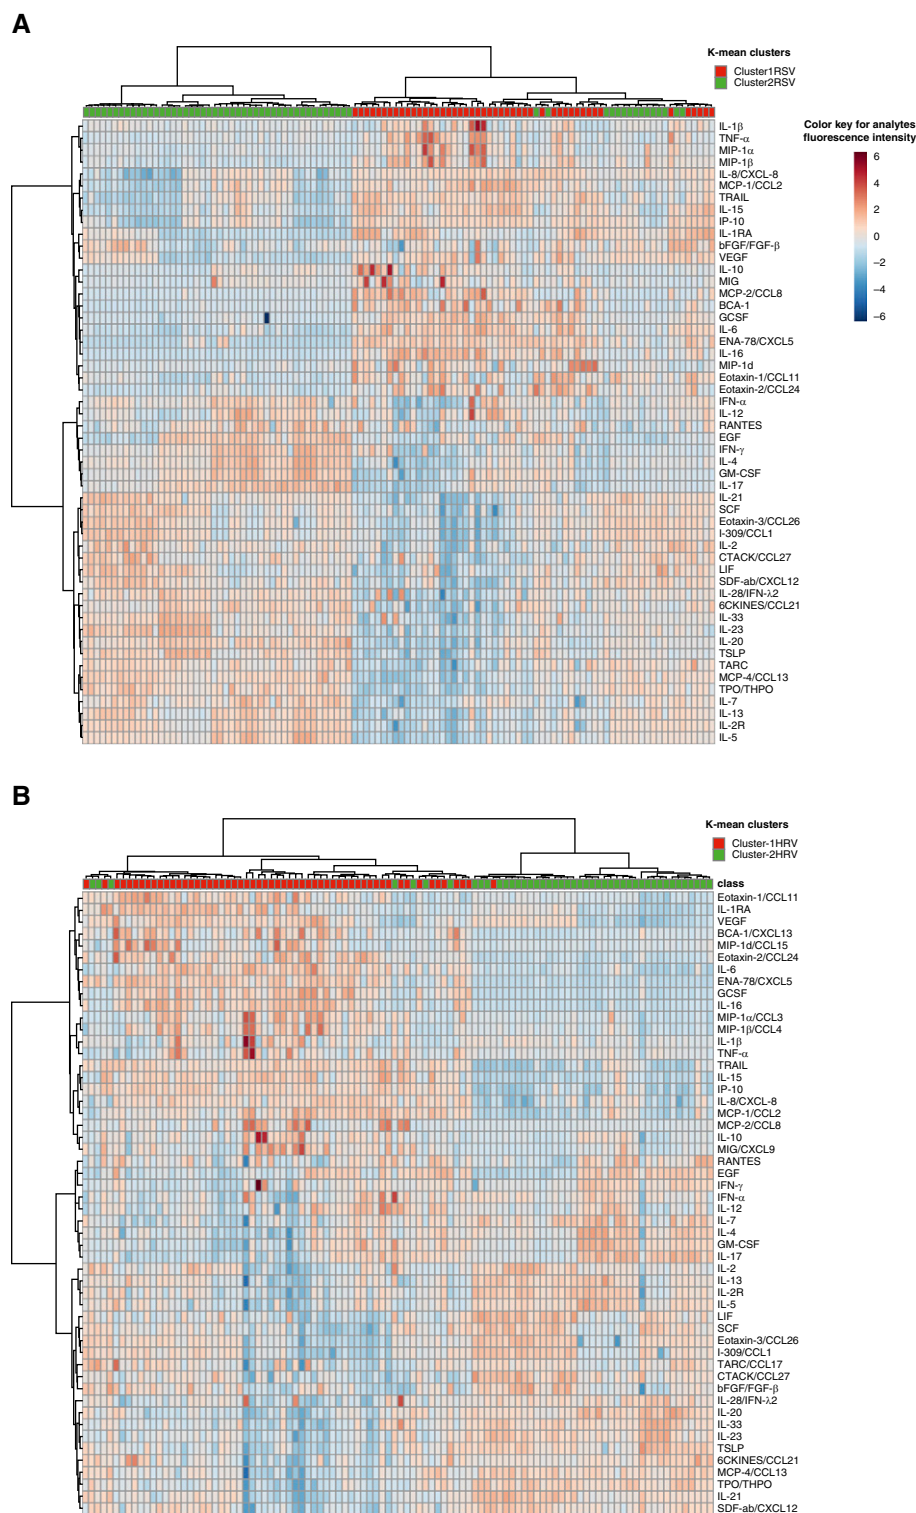 A
K-mean clusters
Cluster1RSV
Cluster2RSV
Color key for analytes
fluorescence intensity
6
4
2
0
−2
−4
−6
IL-1β
TNF-α
MIP-1α
MIP-1β
IL-8/CXCL-8
MCP-1/CCL2
TRAIL
IL-15
IP-10
IL-1RA
bFGF/FGF-β
VEGF
IL-10
MIG
MCP-2/CCL8
BCA-1
GCSF
IL-6
ENA-78/CXCL5
IL-16
MIP-1d
Eotaxin-1/CCL11
Eotaxin-2/CCL24
IFN-α
IL-12
RANTES
EGF
IFN-γ
IL-4
GM-CSF
IL-17
IL-21
SCF
Eotaxin-3/CCL26
I-309/CCL1
IL-2
CTACK/CCL27
LIF
SDF-ab/CXCL12
IL-28/IFN-λ2
6CKINES/CCL21
IL-33
IL-23
IL-20
TSLP
TARC
MCP-4/CCL13
TPO/THPO
IL-7
IL-13
IL-2R
IL-5
B
K-mean clusters
Cluster-1HRV
Cluster-2HRV
class
Eotaxin-1/CCL11
IL-1RA
VEGF
BCA-1/CXCL13
MIP-1d/CCL15
Eotaxin-2/CCL24
IL-6
ENA-78/CXCL5
GCSF
IL-16
MIP-1α/CCL3
MIP-1β/CCL4
IL-1β
TNF-α
TRAIL
IL-15
IP-10
IL-8/CXCL-8
MCP-1/CCL2
MCP-2/CCL8
IL-10
MIG/CXCL9
RANTES
EGF
IFN-γ
IFN-α
IL-12
IL-7
IL-4
GM-CSF
IL-17
IL-2
IL-13
IL-2R
IL-5
LIF
SCF
Eotaxin-3/CCL26
I-309/CCL1
TARC/CCL17
CTACK/CCL27
bFGF/FGF-β
IL-28/IFN-λ2
IL-20
IL-33
IL-23
TSLP
6CKINES/CCL21
MCP-4/CCL13
TPO/THPO
IL-21
SDF-ab/CXCL12